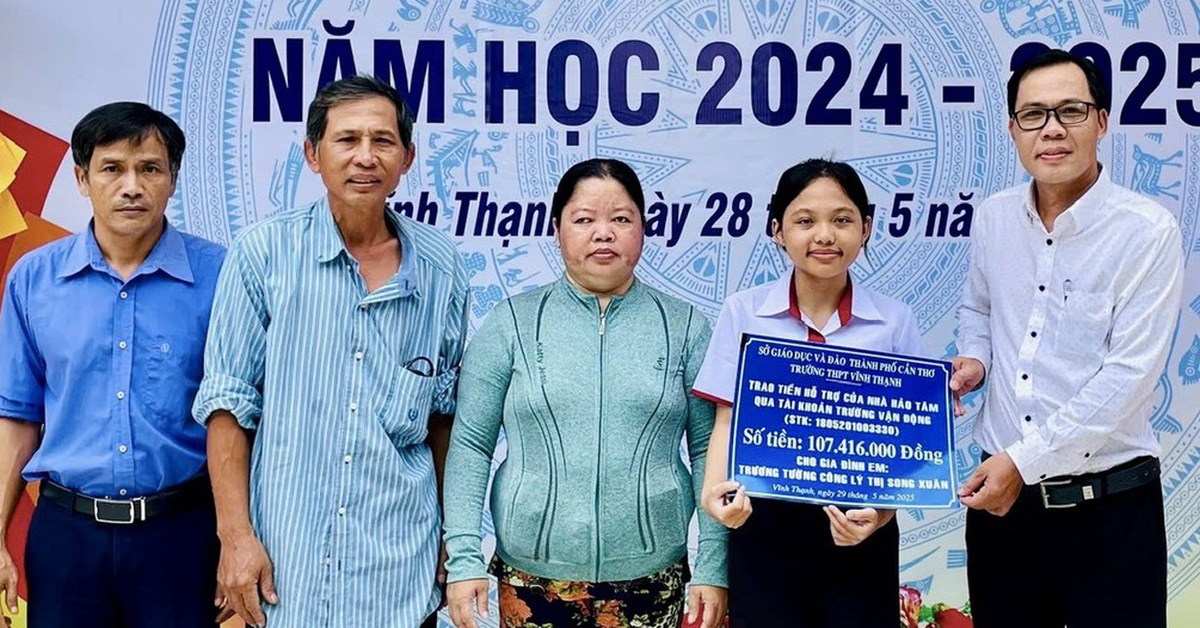 NĂM HỌC 2024 - 2025
Vĩnh Thạnh, ngày 28 t 5 nă
SỞ GIÁO DỤC VÀ ĐÀO THÀNH PHỐ CẦN THƠ
TRƯỜNG THPT VĨNH THẠNH
TRAO TIỀN HỖ TRỢ CỦA NHÀ HẢO TÂM
QUA TÀI KHOẢN TRƯỜNG VẬN ĐỘNG
(STK: 1805201003330)
Số tiền: 107.416.000 Đồng
CHO GIA ĐÌNH EM:
TRƯƠNG TƯỜNG CÔNG LÝ THỊ SONG XUÂN
Vĩnh Thạnh, ngày 29 tháng 5 năm 2025